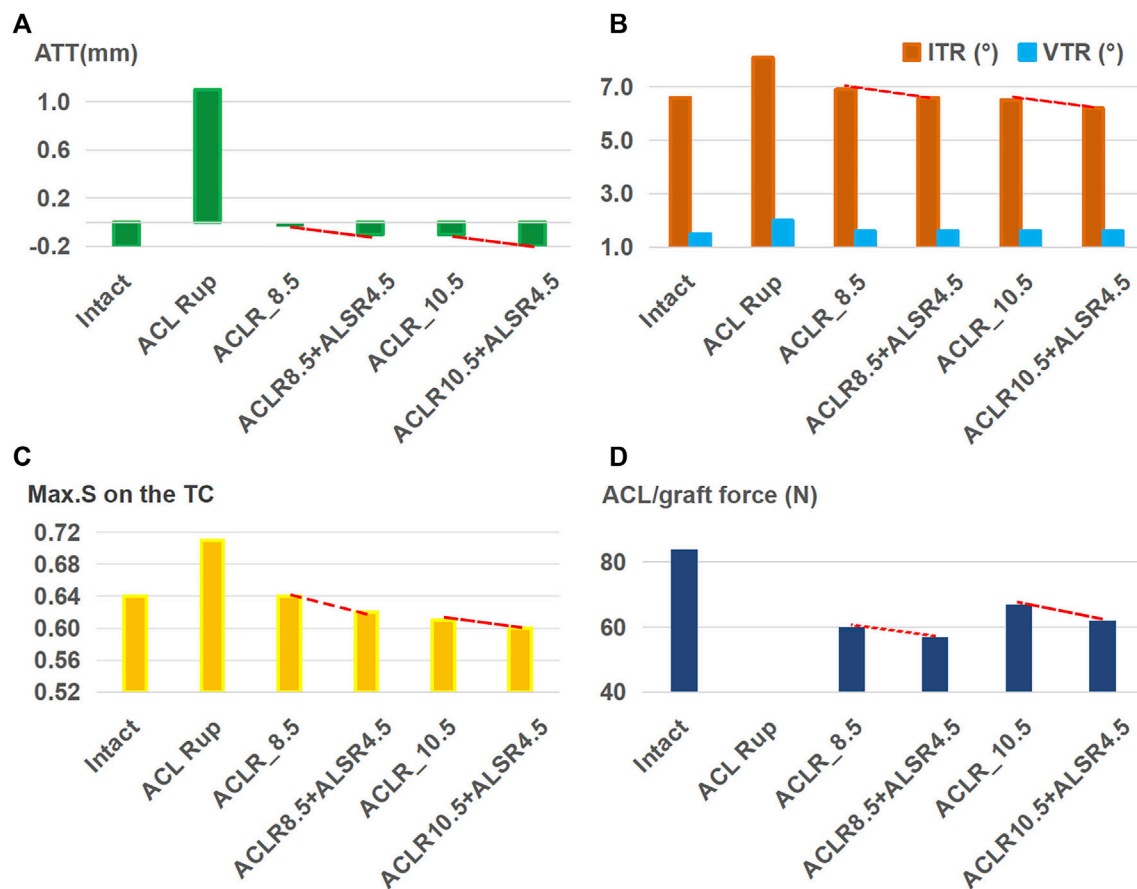 A
ATT(mm)
1.0
0.6
0.2
-0.2
Intact
ACL Rup
ACLR_8.5
ACLR8.5+ALSR4.5
ACLR_10.5
ACLR10.5+ALSR4.5
B
ITR (°) VTR (°)
7.0
5.0
3.0
1.0
Intact
ACL Rup
ACLR_8.5
ACLR8.5+ALSR4.5
ACLR_10.5
ACLR10.5+ALSR4.5
C
Max.S on the TC
0.72
0.68
0.64
0.60
0.56
0.52
Intact
ACL Rup
ACLR_8.5
ACLR8.5+ALSR4.5
ACLR_10.5
ACLR10.5+ALSR4.5
D
ACL/graft force (N)
80
60
40
Intact
ACL Rup
ACLR_8.5
ACLR8.5+ALSR4.5
ACLR_10.5
ACLR10.5+ALSR4.5